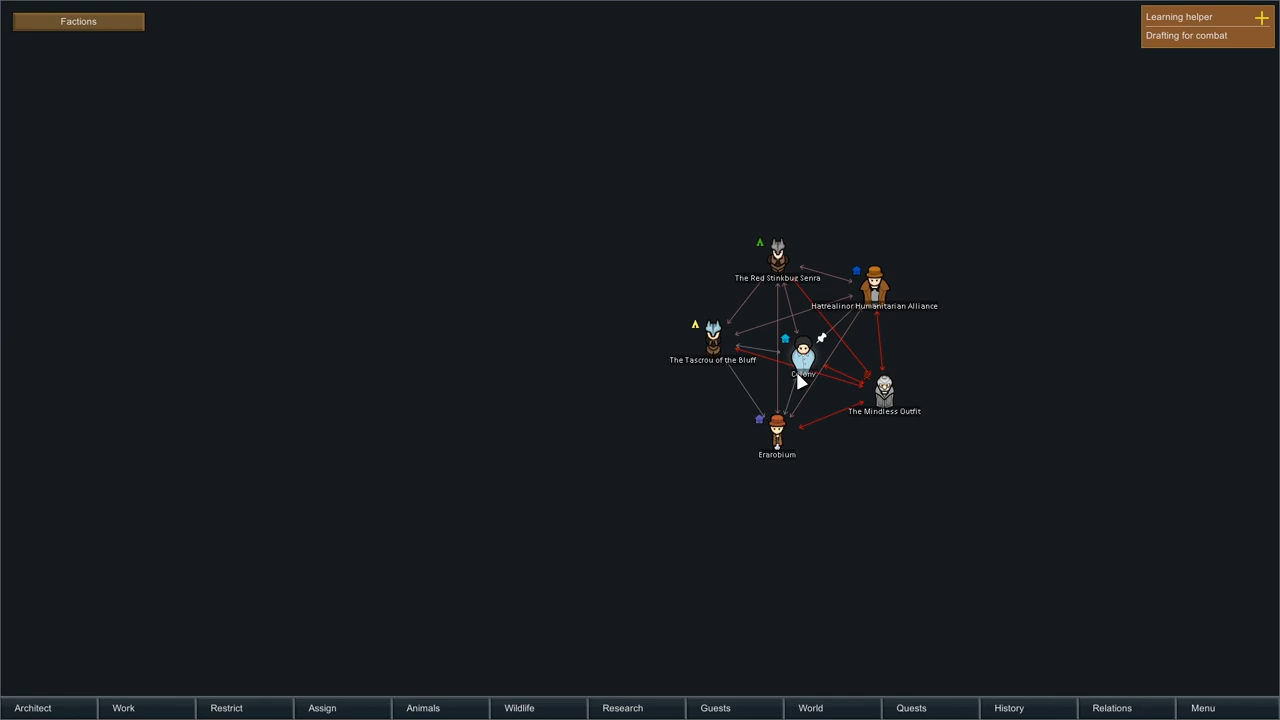 Factions
Learning helper
Drafting for combat
The Red Stinkbug Senra
Hatrealinor Humanitarian Alliance
The Tascrou of the Bluff
Colony
The Mindless Outfit
Erarobium
Architect
Work
Restrict
Assign
Animals
Wildlife
Research
Guests
World
Quests
History
Relations
Menu